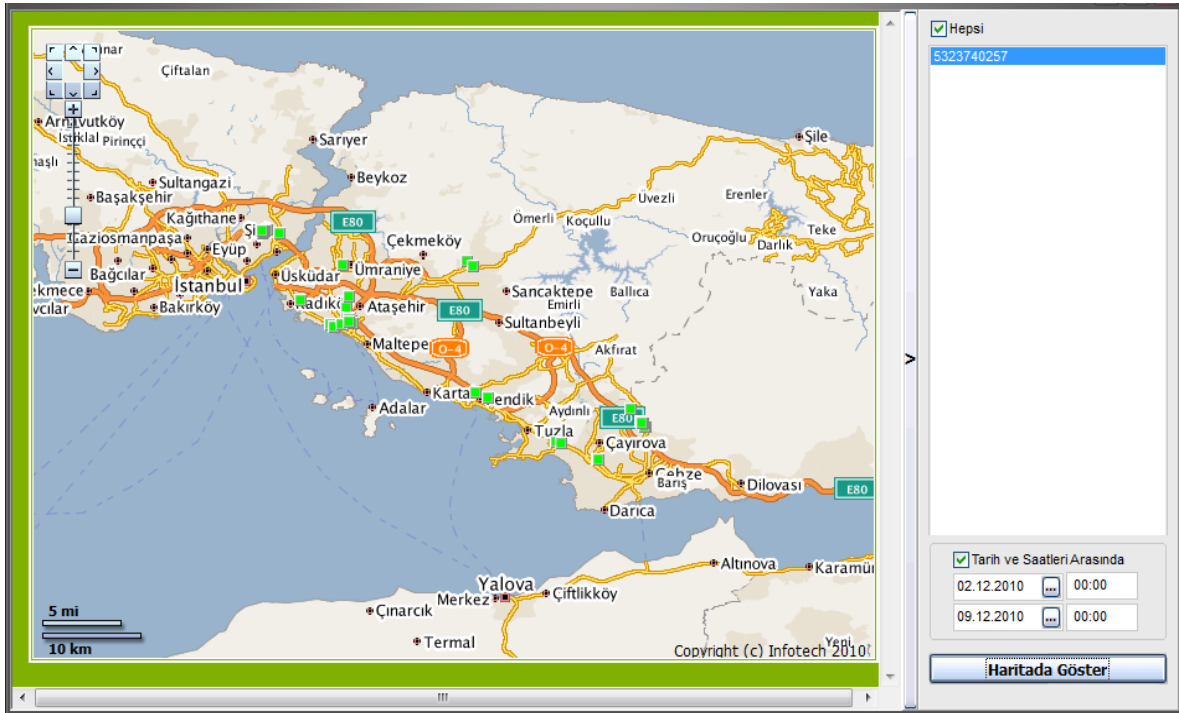 Hepsi
5323740257
Çiftalan
Arnavutköy
İstiklal Pirinççi
Sarıyer
Şile
Beykoz
Sultangazi
Başakşehir
Erenler
Üvezli
Kağıthane
E80
Ömerli
Koçullu
Teke
Gaziosmanpaşa
Çekmeköy
Oruçoğlu
Darlık
Eyüp
Bağcılar
Üsküdar
Ümraniye
İstanbul
Sancaktepe
Ballıca
Yaka
Emirli
Bakırköy
Ataşehir
E80
Sultanbeyli
Maltepe
O-4
O-4
Akfırat
Adalar
Aydınlı
E80
Tuzla
Çayırova
Gebze
Barış
Dilovası
E80
Darıca
Altınova
Yalova
Merkez
Çiftlikköy
Çınarcık
Termal
Yeni
5 mi
10 km
Copyright (c) Infotech 2010
>
Tarih ve Saatleri Arasında
02.12.2010 ... 00:00
09.12.2010 ... 00:00
Haritada Göster